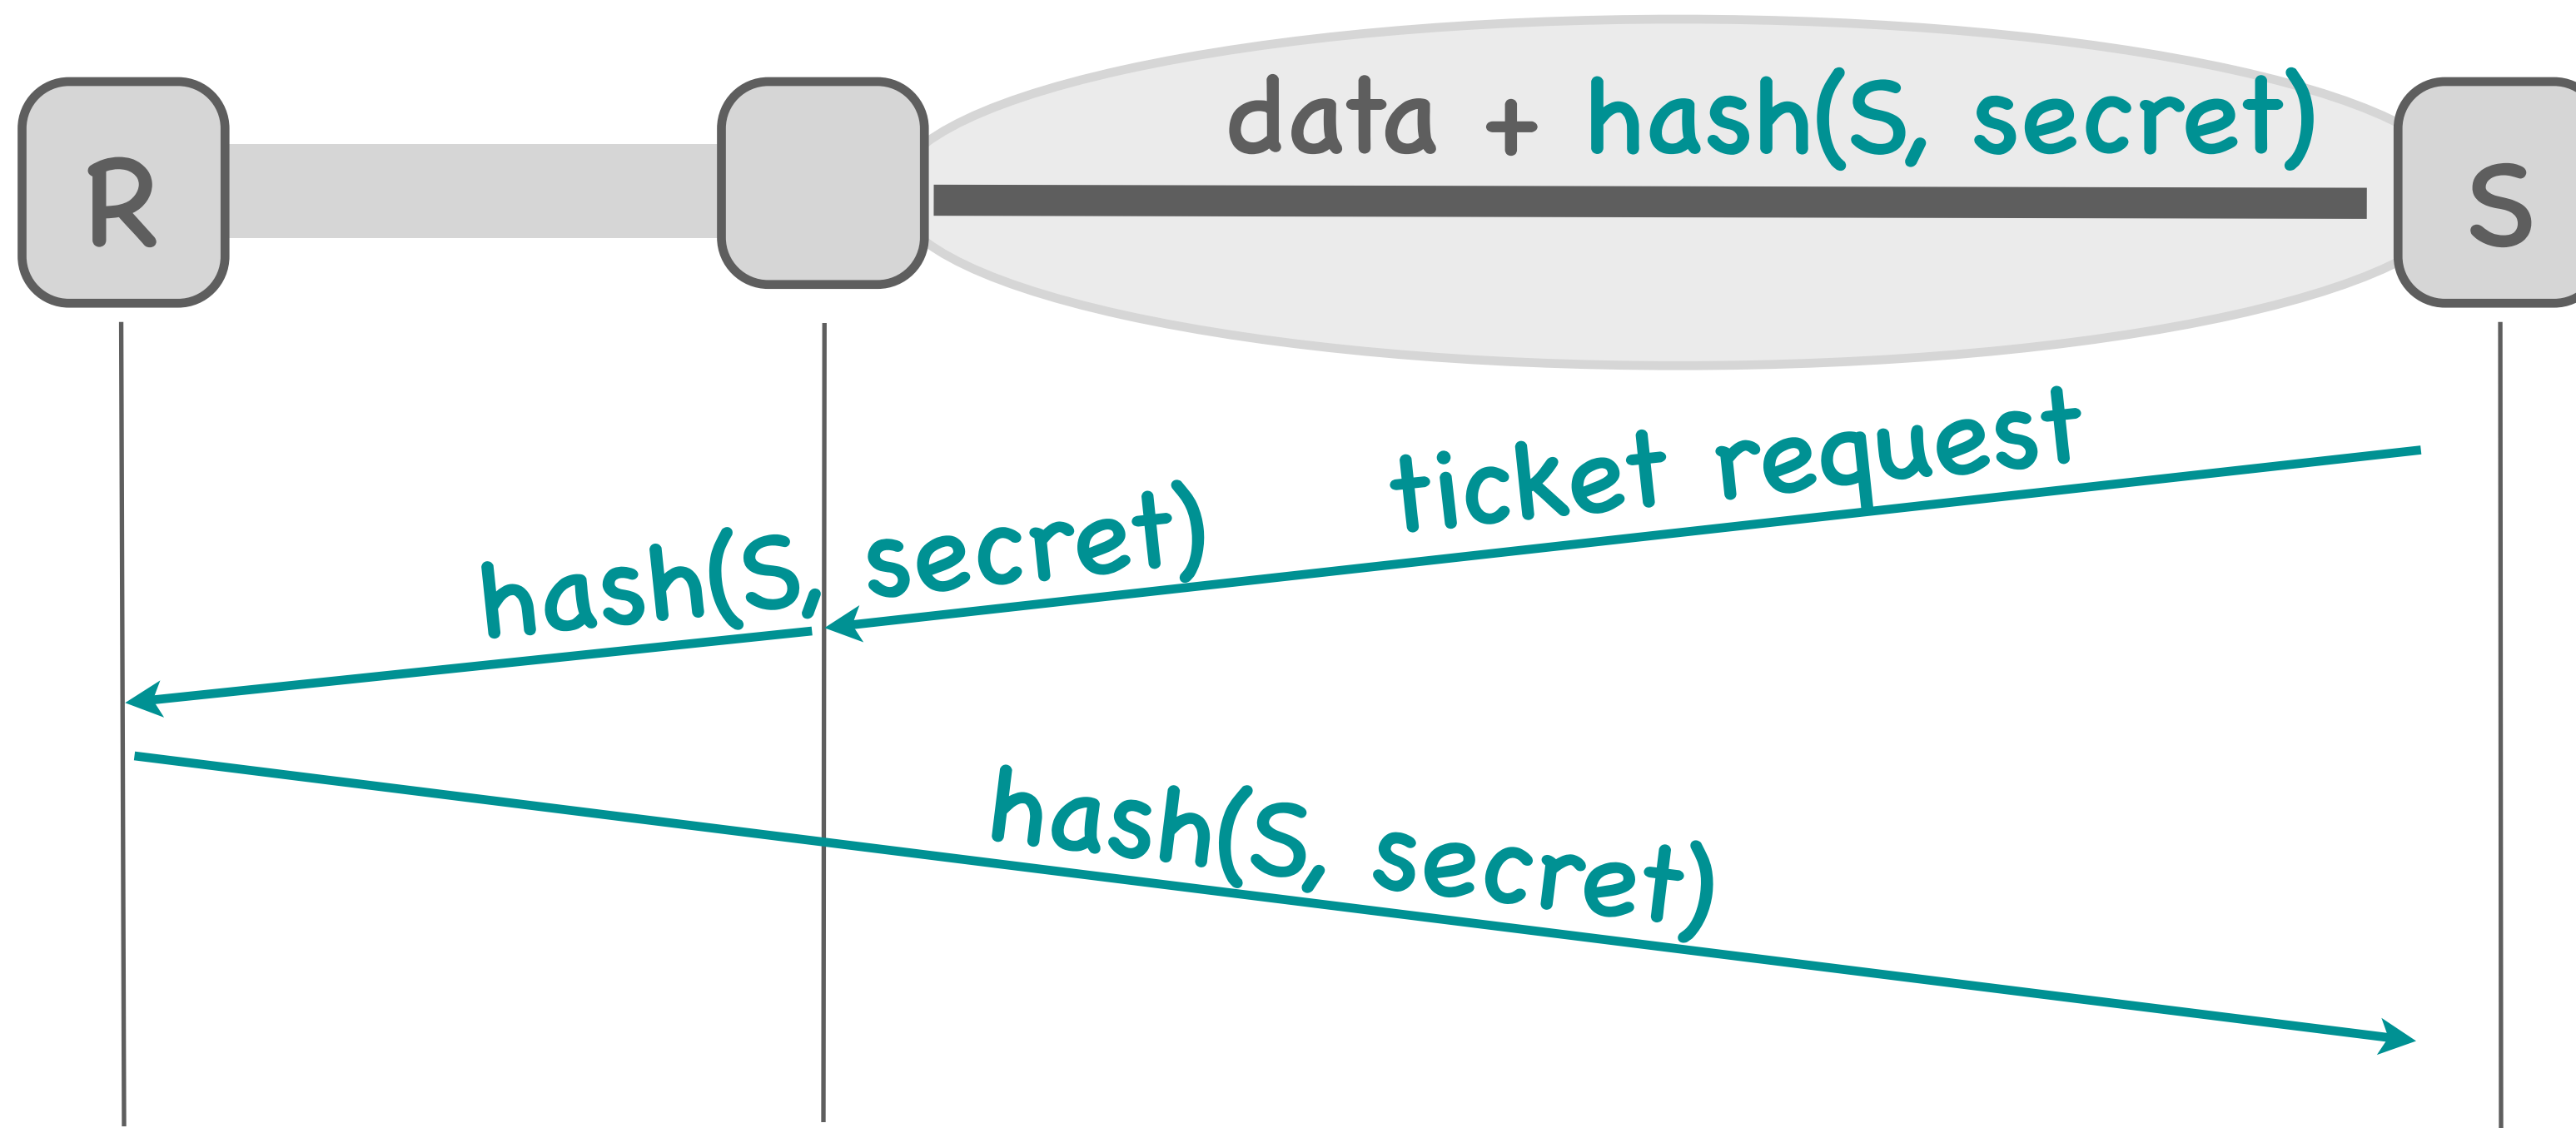 data + hash(S, secret)
R
S
ticket request
hash(S, secret)
hash(S, secret)